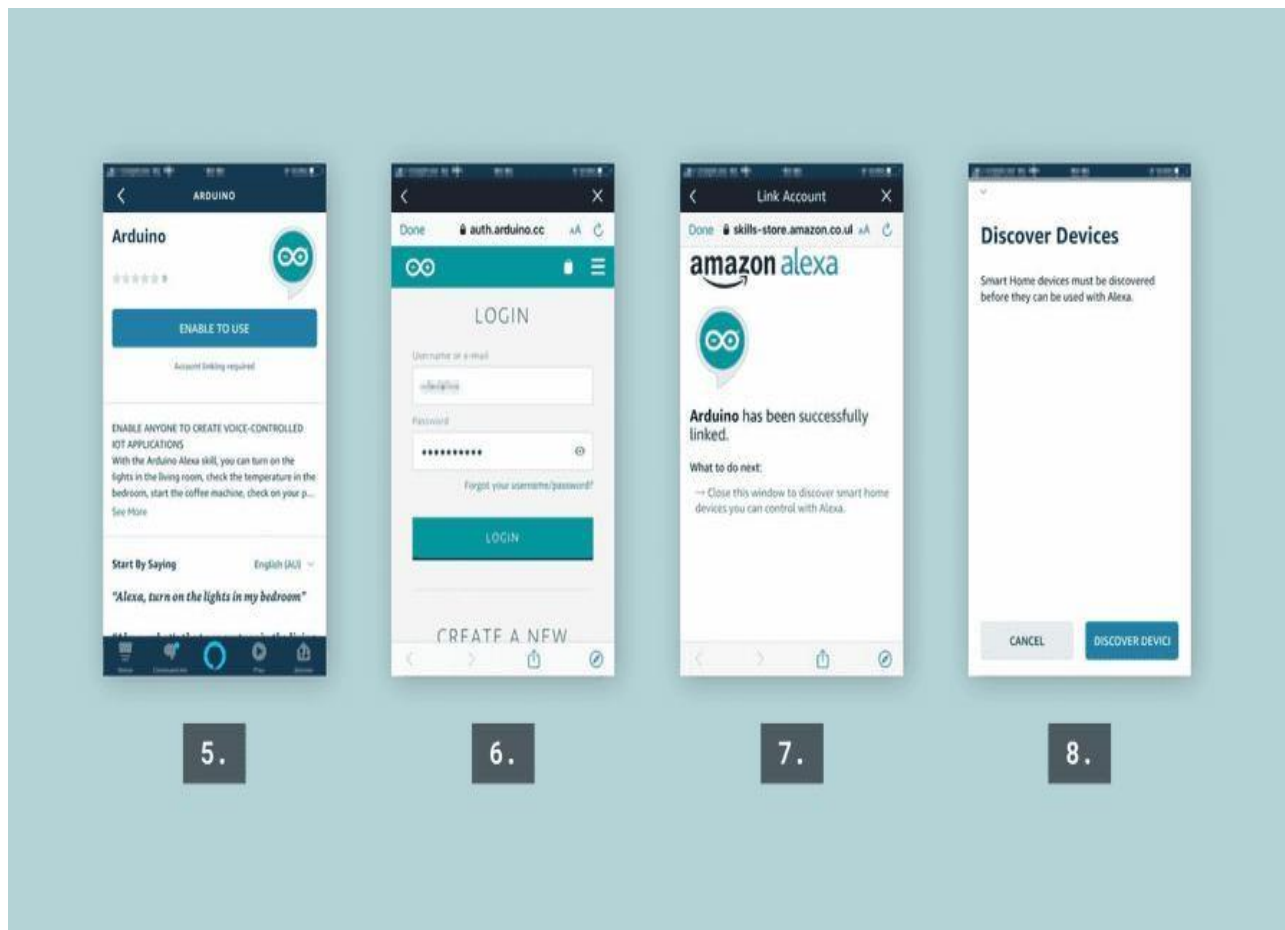 ARDUINO
Arduino
ENABLE TO USE
Account linking required
ENABLE ANYONE TO CREATE VOICE-CONTROLLED
IOT APPLICATIONS
With the Arduino Alexa skill, you can turn on the
lights in the living room, check the temperature in the
bedroom, start the coffee machine, check on your p...
See More
Start By Saying English (AU)
"Alexa, turn on the lights in my bedroom"
5.
Done auth.arduino.cc AA
LOGIN
Username or e-mail
Password
Forgot your username/password?
LOGIN
CREATE A NEW
6.
Link Account
Done skills-store.amazon.co.ul AA
amazon alexa
Arduino has been successfully
linked.
What to do next:
→ Close this window to discover smart home
devices you can control with Alexa.
7.
Discover Devices
Smart Home devices must be discovered
before they can be used with Alexa.
CANCEL DISCOVER DEVICI
8.